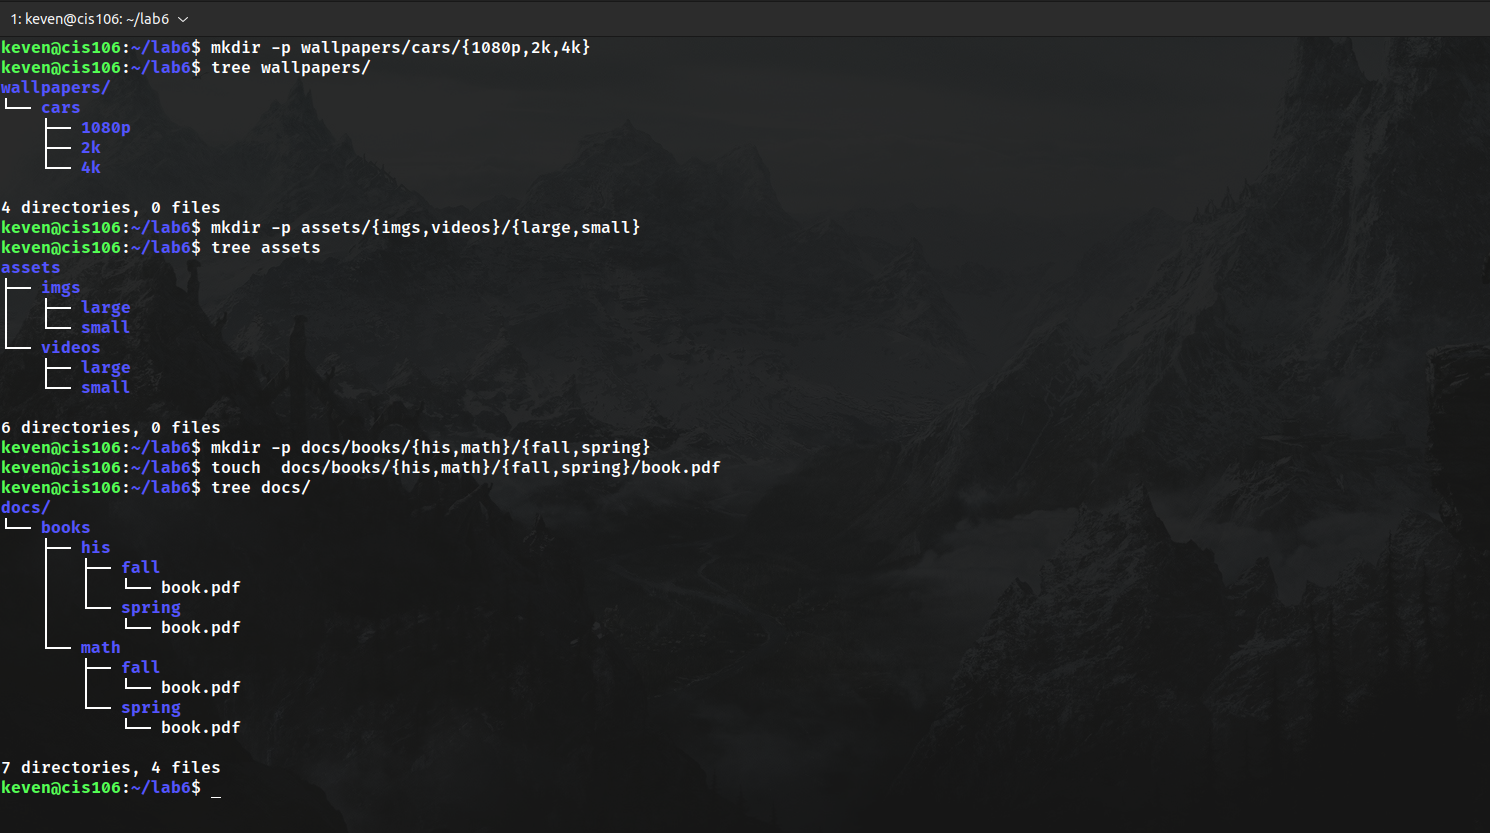 1: keven@cis106: ~/lab6
keven@cis106:~/lab6$ mkdir -p wallpapers/cars/{1080p,2k,4k}
keven@cis106:~/lab6$ tree wallpapers/
wallpapers/
└── cars
    ├── 1080p
    ├── 2k
    └── 4k
4 directories, 0 files
keven@cis106:~/lab6$ mkdir -p assets/{imgs,videos}/{large,small}
keven@cis106:~/lab6$ tree assets
assets
├── imgs
│   ├── large
│   └── small
└── videos
    ├── large
    └── small
6 directories, 0 files
keven@cis106:~/lab6$ mkdir -p docs/books/{his,math}/{fall,spring}
keven@cis106:~/lab6$ touch  docs/books/{his,math}/{fall,spring}/book.pdf
keven@cis106:~/lab6$ tree docs/
docs/
└── books
    ├── his
    │   ├── fall
    │   │   └── book.pdf
    │   └── spring
    │       └── book.pdf
    └── math
        ├── fall
        │   └── book.pdf
        └── spring
            └── book.pdf
7 directories, 4 files
keven@cis106:~/lab6$ _